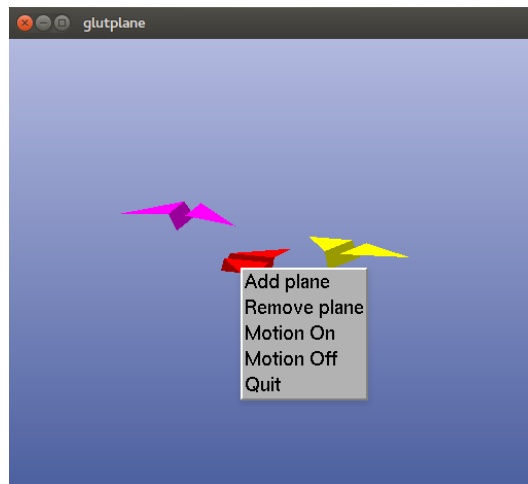 glutplane
Add plane
Remove plane
Motion On
Motion Off
Quit